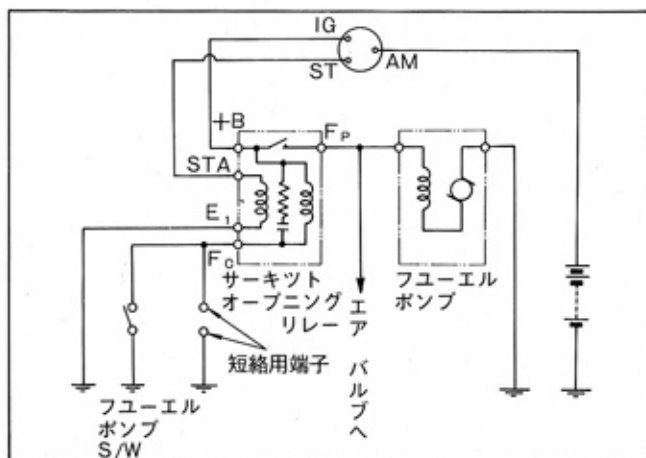 IG
ST
AM
+B
FP
STA
E1
FC
サーキツト
オープニング
リレー
フユーエル
ポンプ
エア バルブへ
短絡用端子
フユーエル
ポンプ
S/W